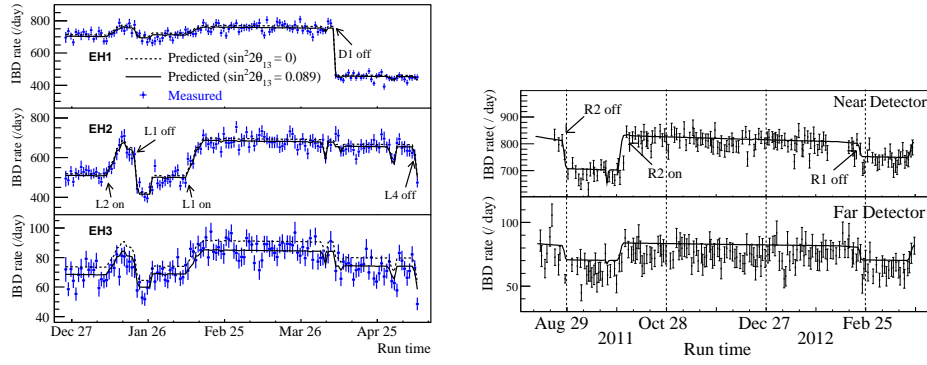 IBD rate (/day)
800
600
400
EH1
Predicted (sin²2θ₁₃ = 0)
Predicted (sin²2θ₁₃ = 0.089)
Measured
D1 off
IBD rate (/day)
800
600
400
EH2
L1 off
L2 on
L1 on
L4 off
IBD rate (/day)
100
80
60
40
EH3
Dec 27
Jan 26
Feb 25
Mar 26
Apr 25
Run time
IBD rate(/ day)
900
800
700
Near Detector
R2 off
R2 on
R1 off
IBD rate (/ day)
100
50
Far Detector
Aug 29
Oct 28
Dec 27
Feb 25
2011
2012
Run time